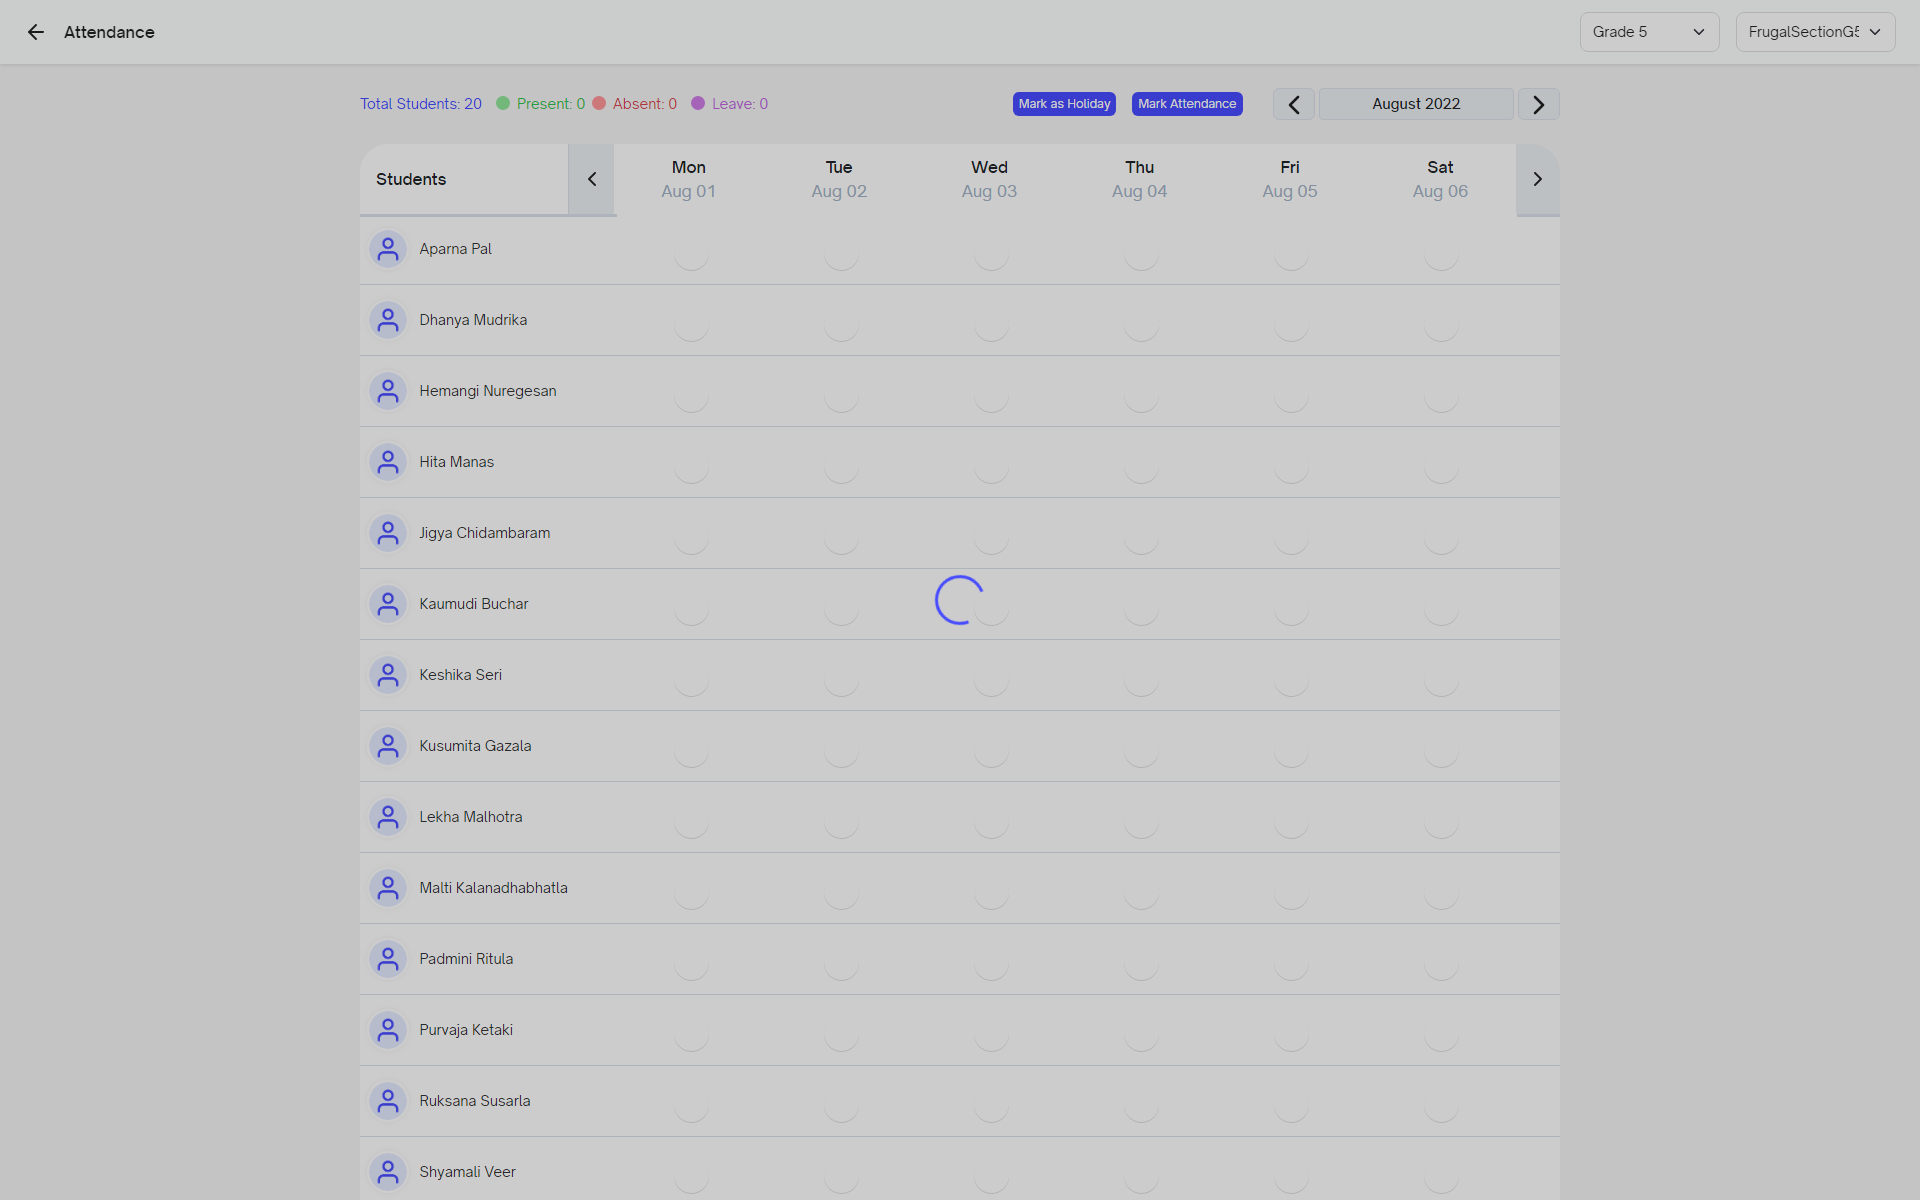 Attendance
Grade 5
FrugalSectionG5
Total Students: 20 Present: 0 Absent: 0 Leave: 0
Mark as Holiday
Mark Attendance
August 2022
Students
Mon Tue Wed Thu Fri Sat
Aug 01 Aug 02 Aug 03 Aug 04 Aug 05 Aug 06
Aparna Pal
Dhanya Mudrika
Hemangi Nuregesan
Hita Manas
Jigya Chidambaram
Kaumudi Buchar
Keshika Seri
Kusumita Gazala
Lekha Malhotra
Malti Kalanadhabhatla
Padmini Ritula
Purvaja Ketaki
Ruksana Susarla
Shyamali Veer